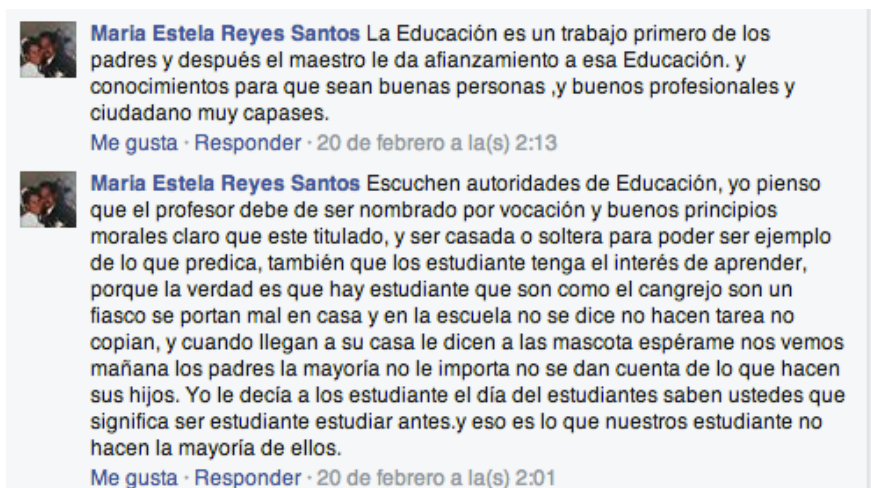 Maria Estela Reyes Santos La Educación es un trabajo primero de los
padres y después el maestro le da afianzamiento a esa Educación. y
conocimientos para que sean buenas personas ,y buenos profesionales y
ciudadano muy capases.
Me gusta · Responder · 20 de febrero a la(s) 2:13
Maria Estela Reyes Santos Escuchen autoridades de Educación, yo pienso
que el profesor debe de ser nombrado por vocación y buenos principios
morales claro que este titulado, y ser casada o soltera para poder ser ejemplo
de lo que predica, también que los estudiante tenga el interés de aprender,
porque la verdad es que hay estudiante que son como el cangrejo son un
fiasco se portan mal en casa y en la escuela no se dice no hacen tarea no
copian, y cuando llegan a su casa le dicen a las mascota espérame nos vemos
mañana los padres la mayoría no le importa no se dan cuenta de lo que hacen
sus hijos. Yo le decía a los estudiante el día del estudiantes saben ustedes que
significa ser estudiante estudiar antes.y eso es lo que nuestros estudiante no
hacen la mayoría de ellos.
Me gusta · Responder · 20 de febrero a la(s) 2:01